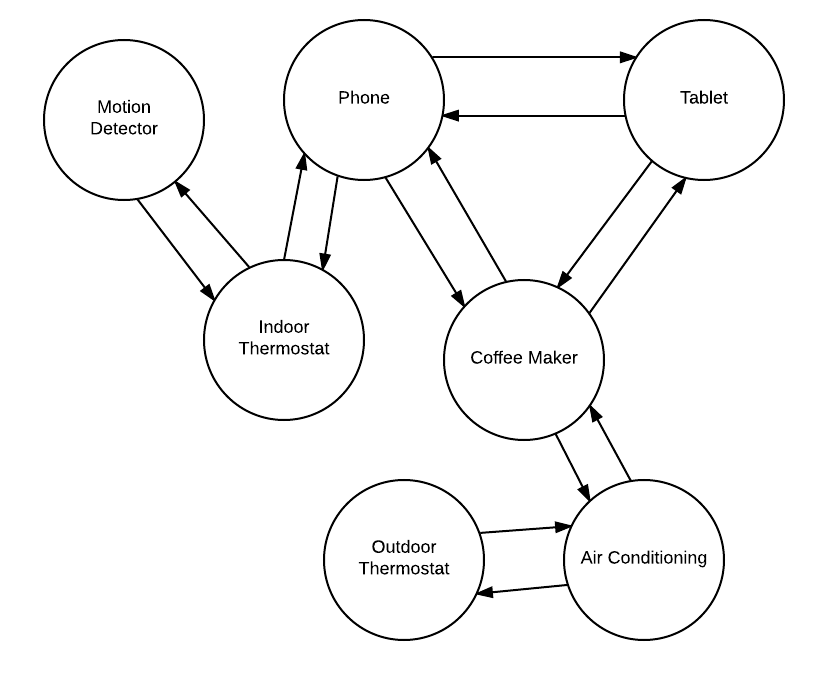 Motion
Detector
Phone
Tablet
Indoor
Thermostat
Coffee Maker
Outdoor
Thermostat
Air Conditioning